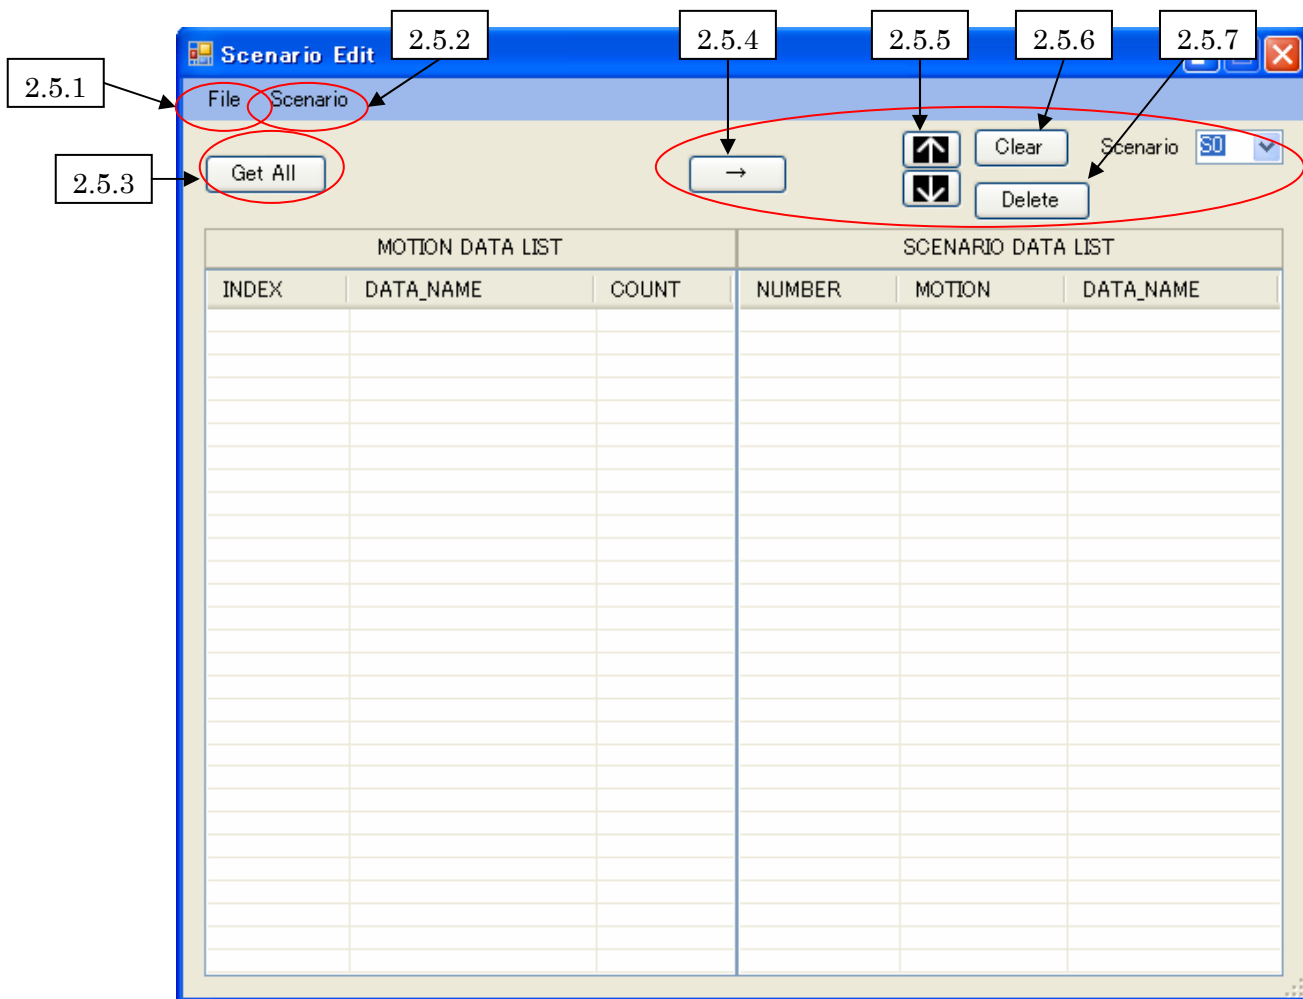 2.5.2 2.5.4 2.5.5 2.5.6 2.5.7
Scenario Edit
2.5.1
File Scenario
Clear Scenario S0
Get All →
2.5.3
Delete
MOTION DATA LIST SCENARIO DATA LIST
INDEX DATA_NAME COUNT NUMBER MOTION DATA_NAME